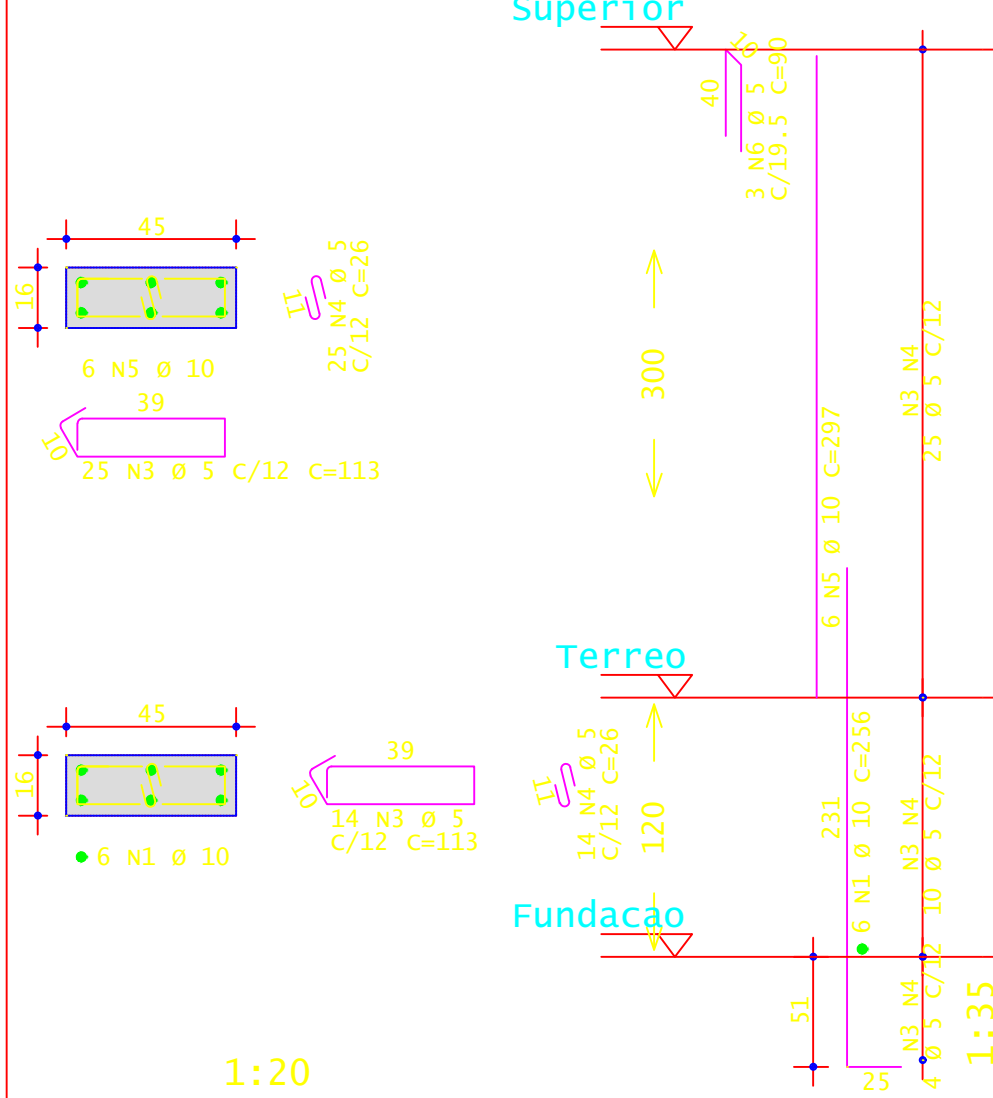 Superior
10
40
3 N6 Ø 5
C/19.5 C=90
45
16
11
25 N4 Ø 5
C/12 C=26
6 N5 Ø 10
39
10
25 N3 Ø 5 C/12 C=113
300
6 N5 Ø 10 C=297
N3 N4
25 Ø 5 C/12
Terreo
45
16
6 N1 Ø 10
39
10
14 N3 Ø 5
C/12 C=113
11
14 N4 Ø 5
C/12 C=26
120
231
6 N1 Ø 10 C=256
N3 N4
10 Ø 5 C/12
Fundacao
51
25
N3 N4
4 Ø 5 C/12
1:20
1:35